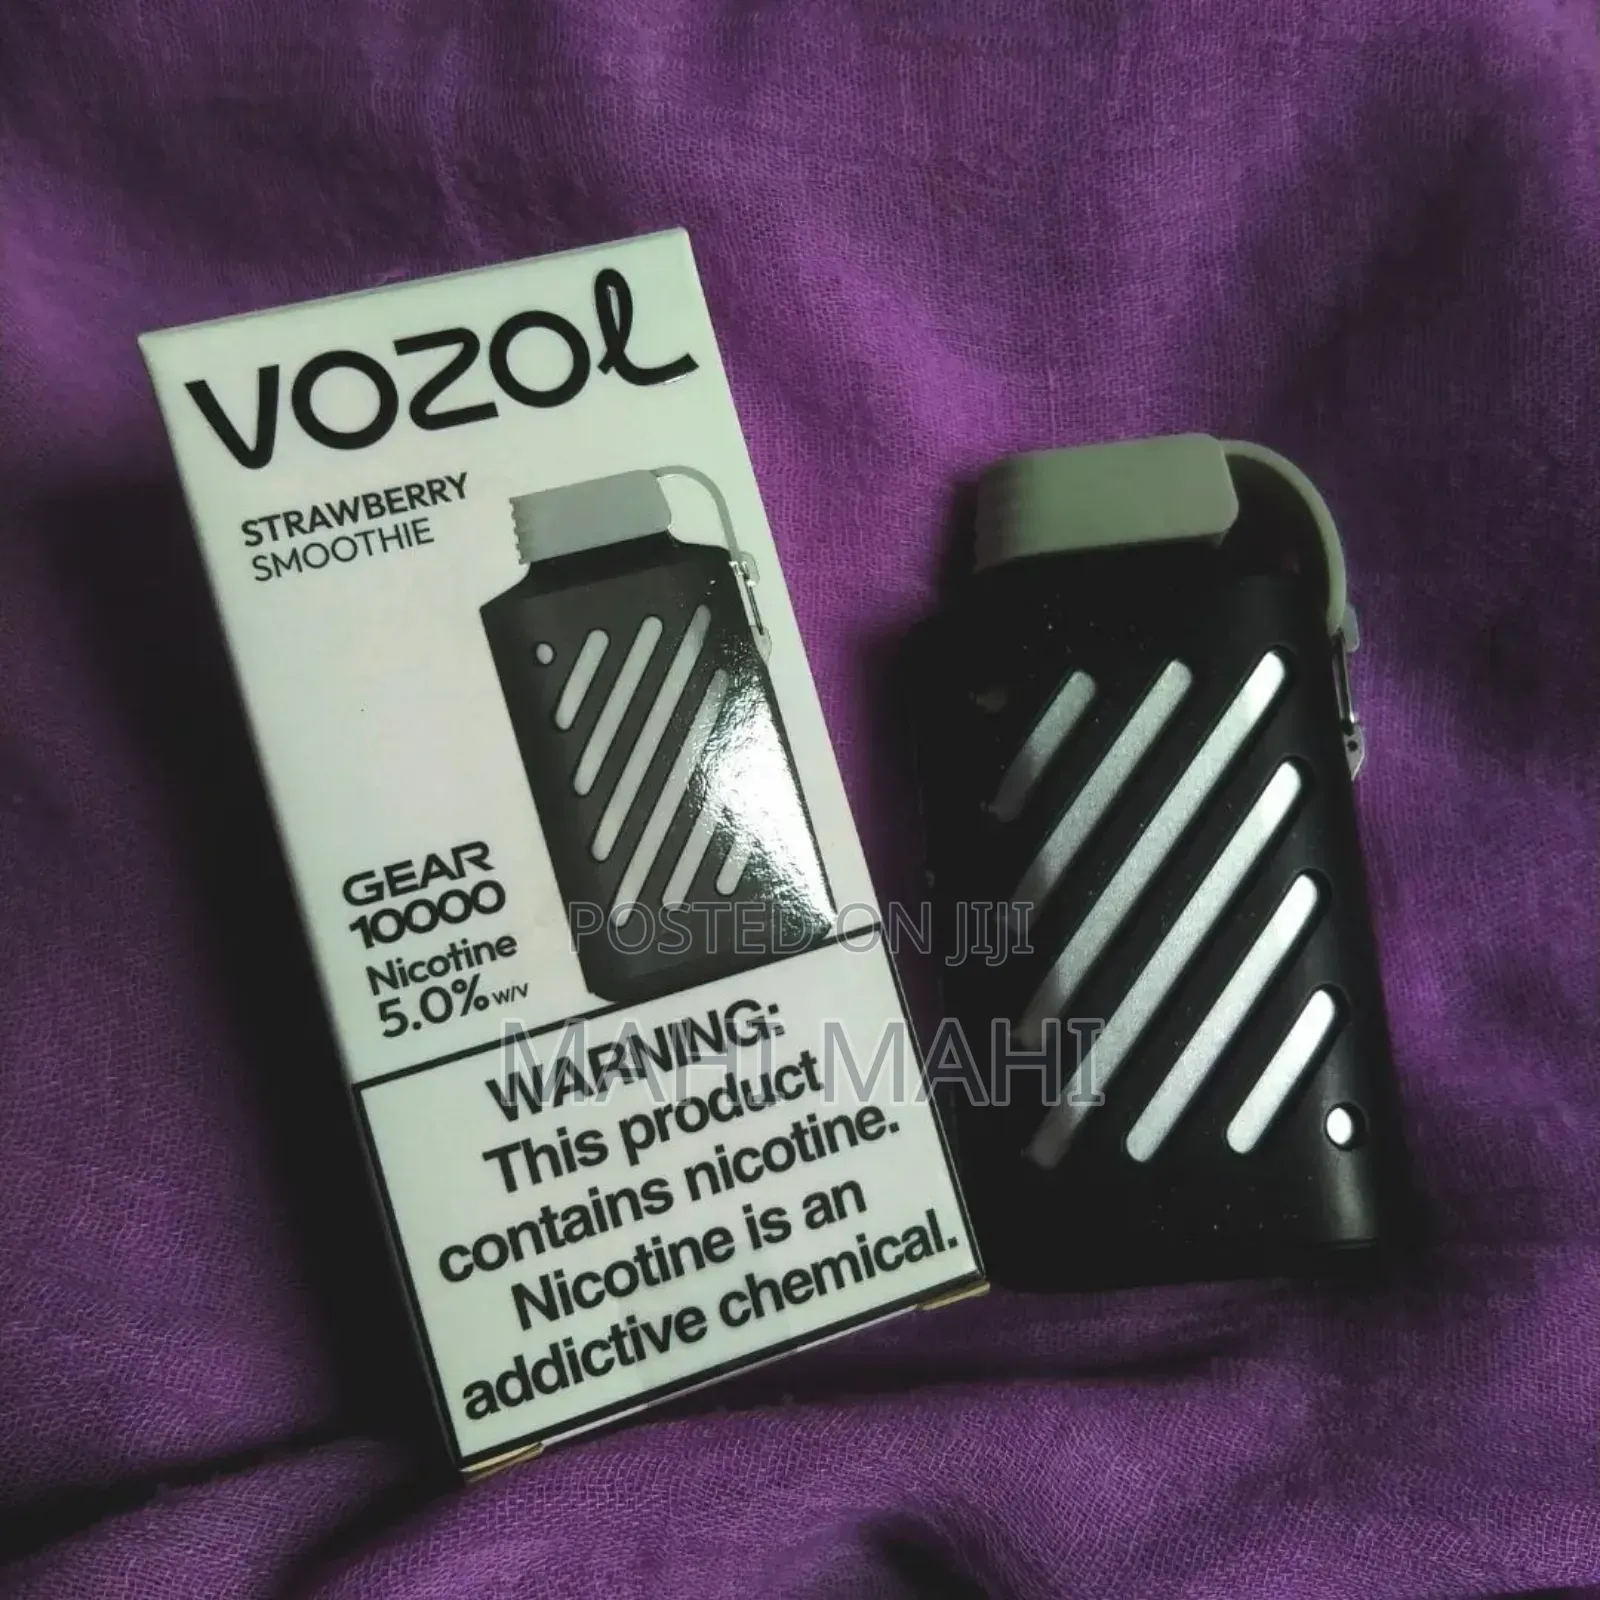 VOZOL
STRAWBERRY
SMOOTHIE
GEAR
10000
Nicotine
5.0% w/v
POSTED ON JIJI
MAHI MAHI
WARNING:
This product
contains nicotine.
Nicotine is an
addictive chemical.